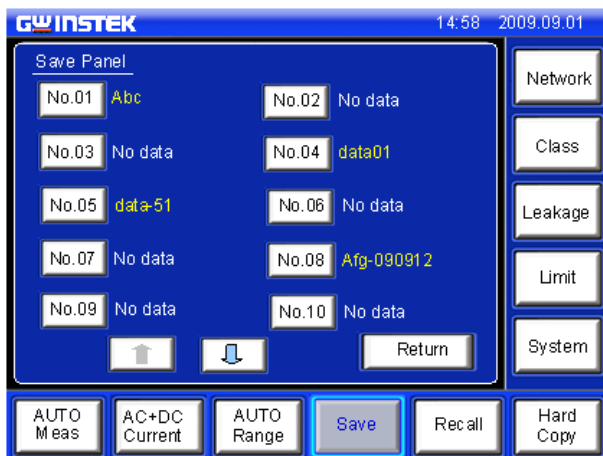 GWINSTEK 14:58 2009.09.01
Save Panel
No.01 Abc No.02 No data
No.03 No data No.04 data01
No.05 data-51 No.06 No data
No.07 No data No.08 Afg-090912
No.09 No data No.10 No data
Return
Network
Class
Leakage
Limit
System
AUTO
Meas
AC+DC
Current
AUTO
Range
Save
Recall
Hard
Copy